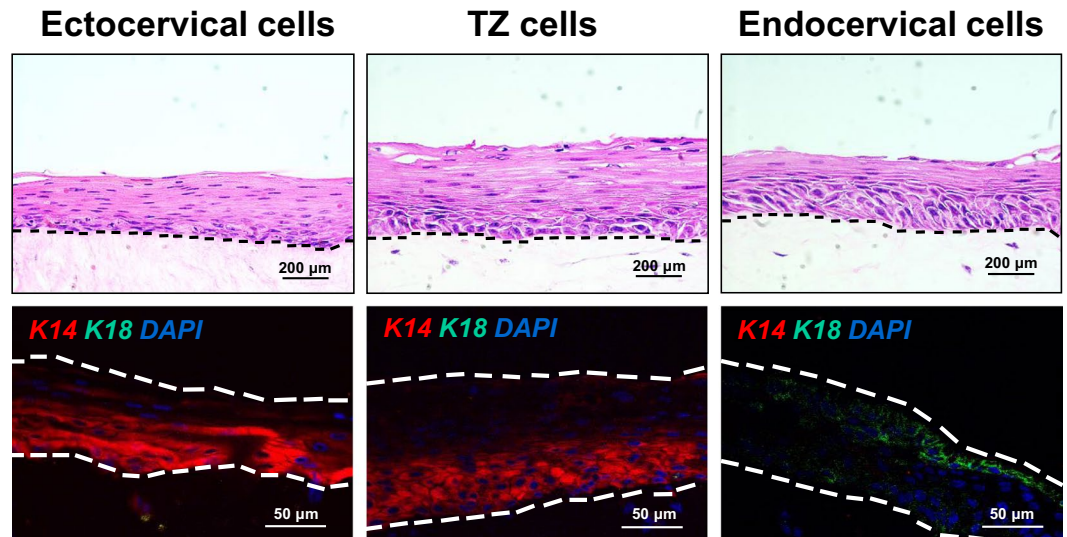 Ectocervical cells
TZ cells
Endocervical cells
200 µm
200 µm
200 µm
K14 K18 DAPI
K14 K18 DAPI
K14 K18 DAPI
50 µm
50 µm
50 µm